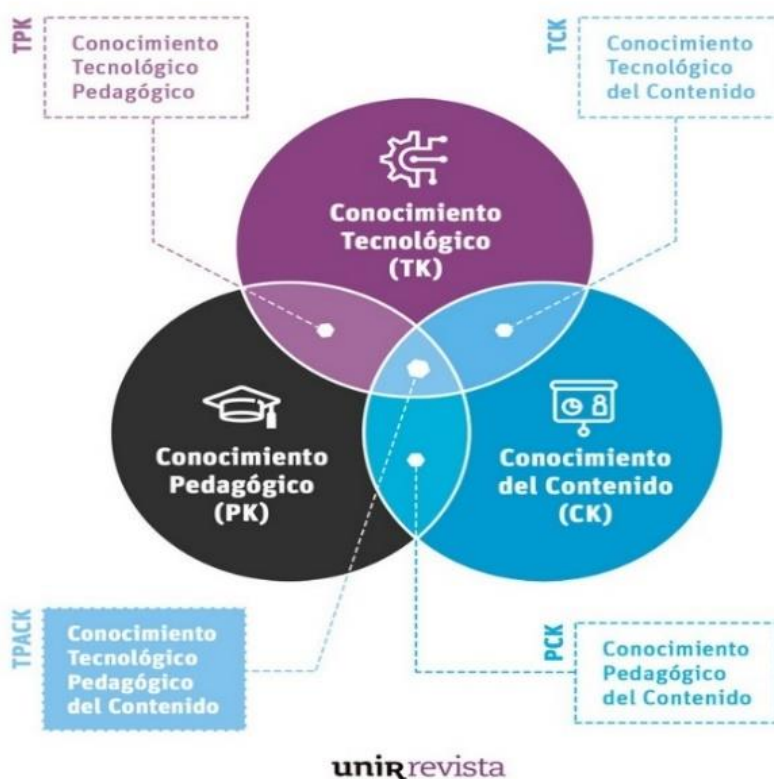 TPK
Conocimiento
Tecnológico
Pedagógico
TCK
Conocimiento
Tecnológico
del Contenido
Conocimiento
Tecnológico
(TK)
Conocimiento
Pedagógico
(PK)
Conocimiento
del Contenido
(CK)
TPACK
Conocimiento
Tecnológico
Pedagógico
del Contenido
PCK
Conocimiento
Pedagógico
del Contenido
unirrevista